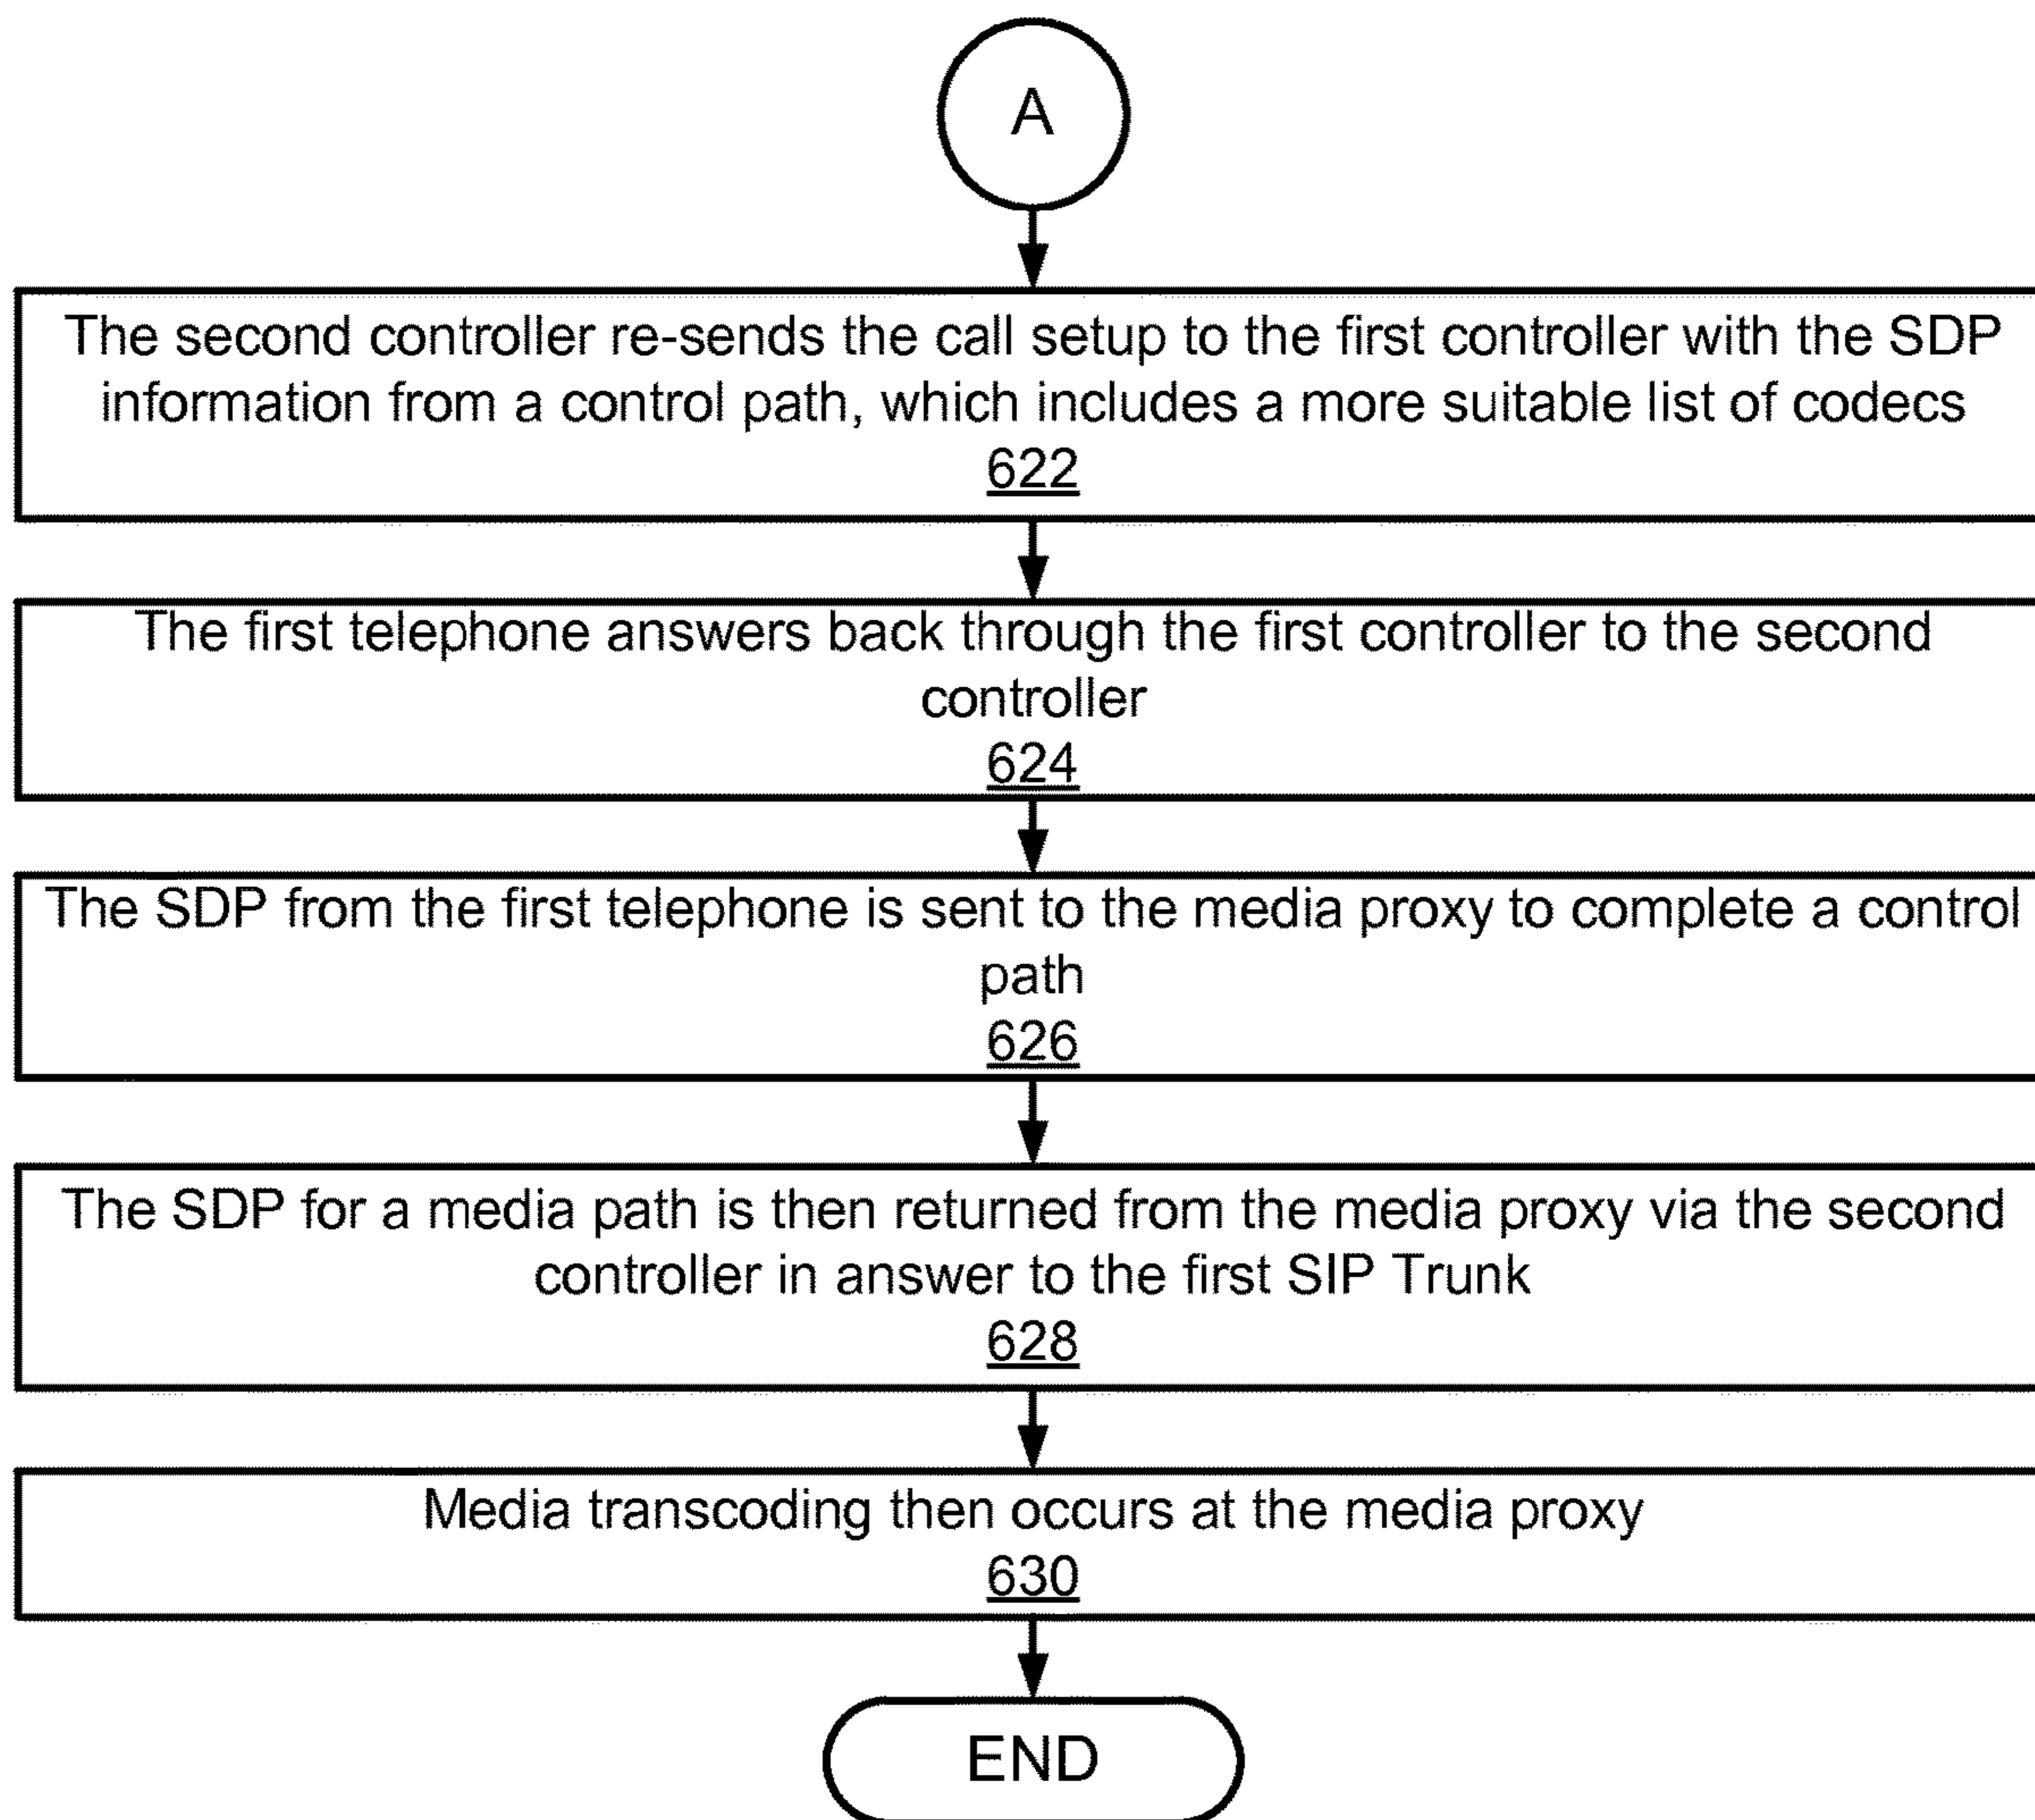 A
The second controller re-sends the call setup to the first controller with the SDP
information from a control path, which includes a more suitable list of codecs
622
The first telephone answers back through the first controller to the second
controller
624
The SDP from the first telephone is sent to the media proxy to complete a control
path
626
The SDP for a media path is then returned from the media proxy via the second
controller in answer to the first SIP Trunk
628
Media transcoding then occurs at the media proxy
630
END